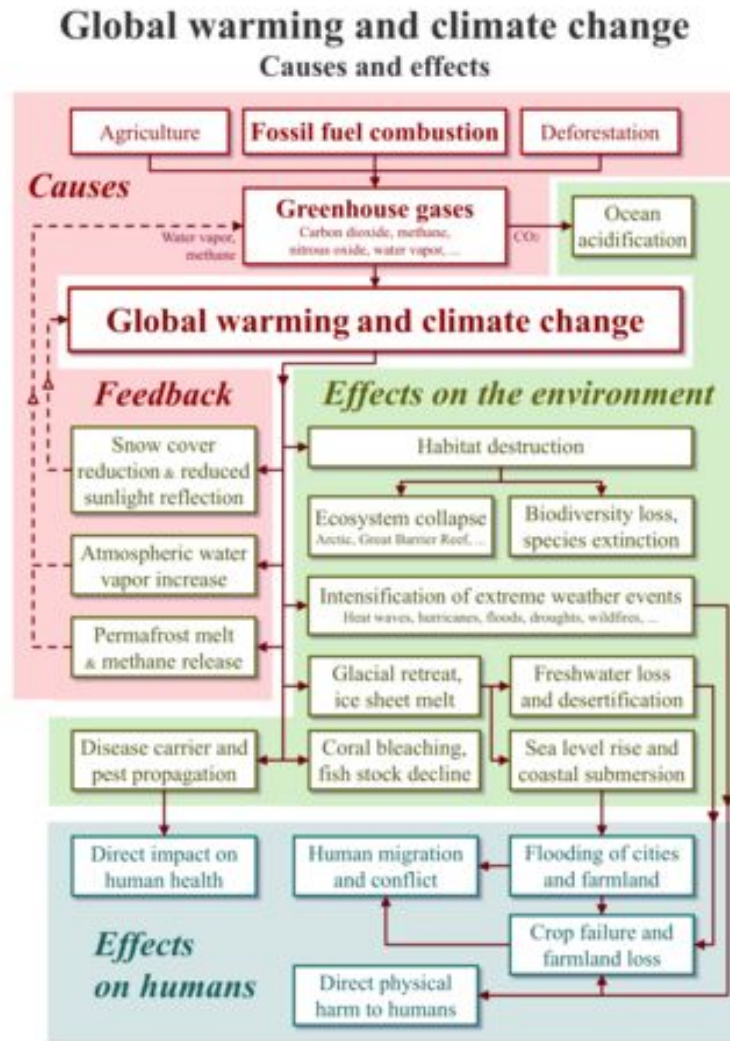 Global warming and climate change
Causes and effects
Agriculture
Fossil fuel combustion
Deforestation
Causes
Greenhouse gases
Carbon dioxide, methane,
nitrous oxide, water vapor, ...
Water vapor,
methane
CO₂
Ocean
acidification
Global warming and climate change
Feedback
Effects on the environment
Snow cover
reduction & reduced
sunlight reflection
Habitat destruction
Ecosystem collapse
Arctic, Great Barrier Reef, ...
Biodiversity loss,
species extinction
Atmospheric water
vapor increase
Intensification of extreme weather events
Heat waves, hurricanes, floods, droughts, wildfires, ...
Permafrost melt
& methane release
Glacial retreat,
ice sheet melt
Freshwater loss
and desertification
Disease carrier and
pest propagation
Coral bleaching,
fish stock decline
Sea level rise and
coastal submersion
Direct impact on
human health
Human migration
and conflict
Flooding of cities
and farmland
Effects
on humans
Crop failure and
farmland loss
Direct physical
harm to humans